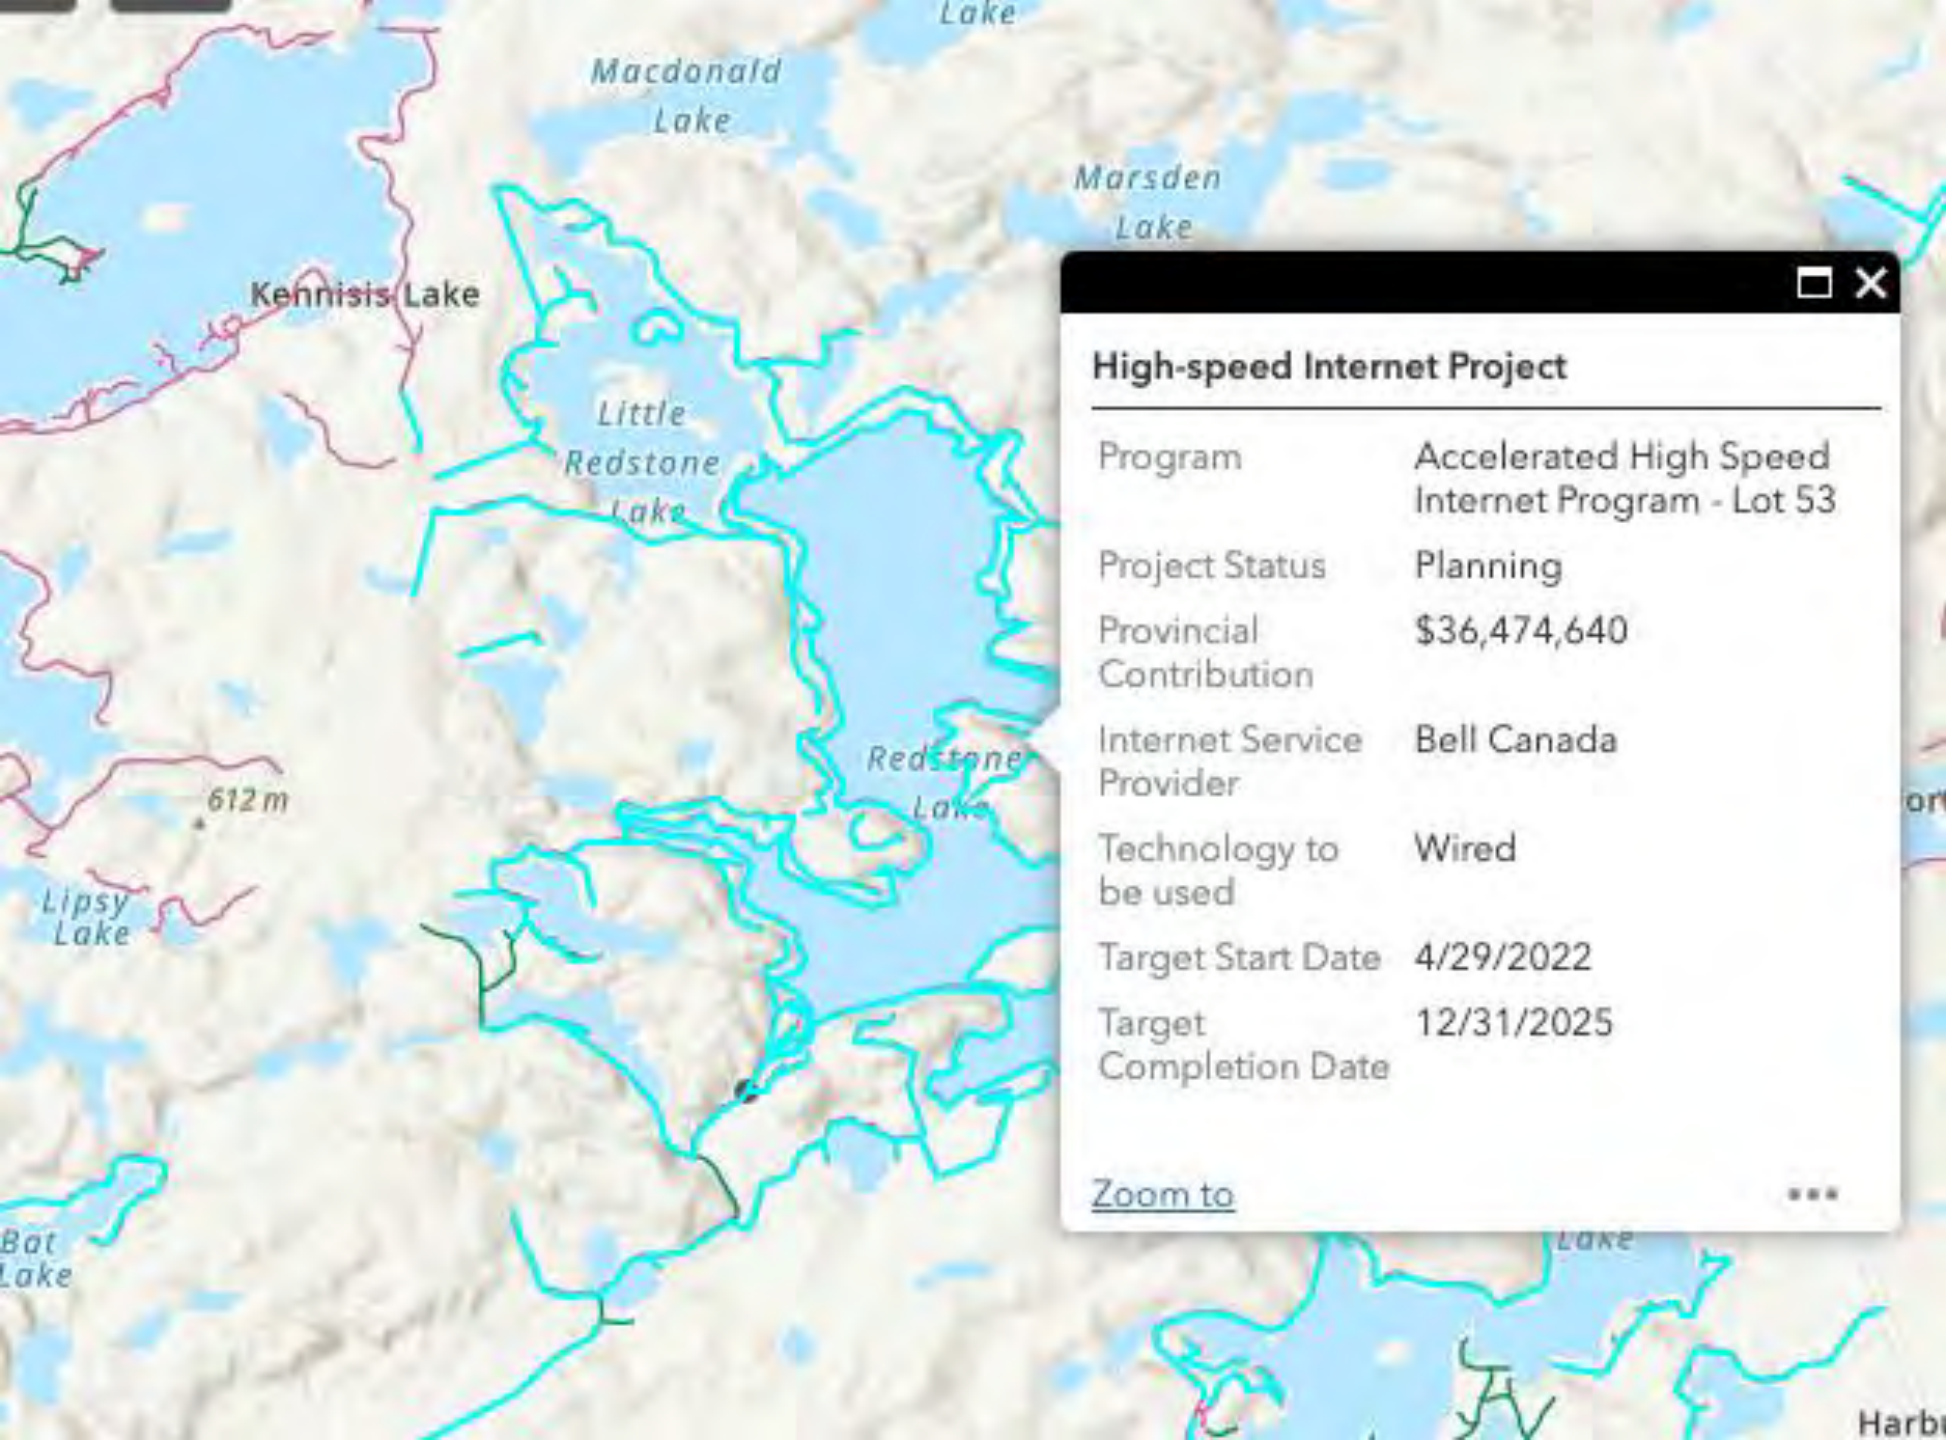 Lake
Macdonald
Lake
Marsden
Lake
Kennisis Lake
Little
Redstone
Lake
Redstone
Lake
612 m
Lipsy
Lake
Bat
Lake
High-speed Internet Project
Program Accelerated High Speed
Internet Program - Lot 53
Project Status Planning
Provincial $36,474,640
Contribution
Internet Service Bell Canada
Provider
Technology to Wired
be used
Target Start Date 4/29/2022
Target 12/31/2025
Completion Date
Zoom to
Lake